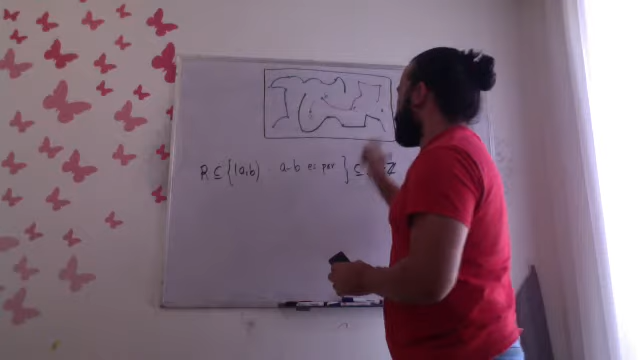 R ⊆ {(a,b) : a-b es par } ⊆ ℤ